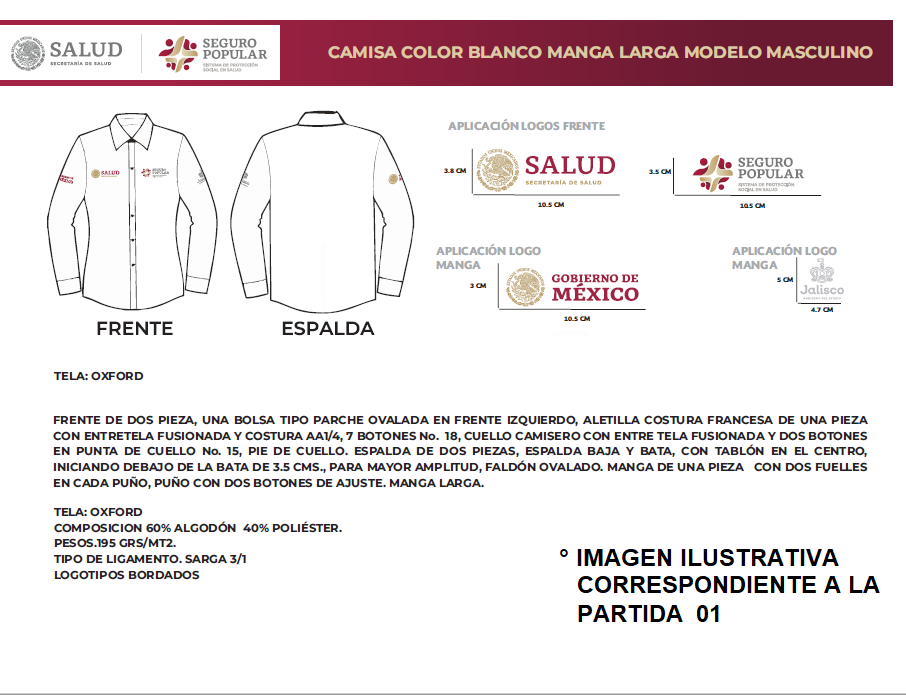 SALUD
SECRETARÍA DE SALUD
SEGURO
POPULAR
SISTEMA DE PROTECCIÓN
SOCIAL EN SALUD
CAMISA COLOR BLANCO MANGA LARGA MODELO MASCULINO
APLICACIÓN LOGOS FRENTE
3.8 CM
SALUD
SECRETARÍA DE SALUD
10.5 CM
3.5 CM
SEGURO
POPULAR
SISTEMA DE PROTECCIÓN
SOCIAL EN SALUD
10.5 CM
MÉXICO
SALUD
FRENTE
ESPALDA
APLICACIÓN LOGO
MANGA
3 CM
GOBIERNO DE
MÉXICO
10.5 CM
APLICACIÓN LOGO
MANGA
5 CM
Jalisco
GOBIERNO DEL ESTADO
4.7 CM
TELA: OXFORD
FRENTE DE DOS PIEZA, UNA BOLSA TIPO PARCHE OVALADA EN FRENTE IZQUIERDO, ALETILLA COSTURA FRANCESA DE UNA PIEZA
CON ENTRETELA FUSIONADA Y COSTURA AA1/4, 7 BOTONES No. 18, CUELLO CAMISERO CON ENTRE TELA FUSIONADA Y DOS BOTONES
EN PUNTA DE CUELLO No. 15, PIE DE CUELLO. ESPALDA DE DOS PIEZAS, ESPALDA BAJA Y BATA, CON TABLÓN EN EL CENTRO,
INICIANDO DEBAJO DE LA BATA DE 3.5 CMS., PARA MAYOR AMPLITUD, FALDÓN OVALADO. MANGA DE UNA PIEZA CON DOS FUELLES
EN CADA PUÑO, PUÑO CON DOS BOTONES DE AJUSTE. MANGA LARGA.
TELA: OXFORD
COMPOSICION 60% ALGODÓN 40% POLIÉSTER.
PESOS.195 GRS/MT2.
TIPO DE LIGAMENTO. SARGA 3/1
LOGOTIPOS BORDADOS
° IMAGEN ILUSTRATIVA
CORRESPONDIENTE A LA
PARTIDA 01